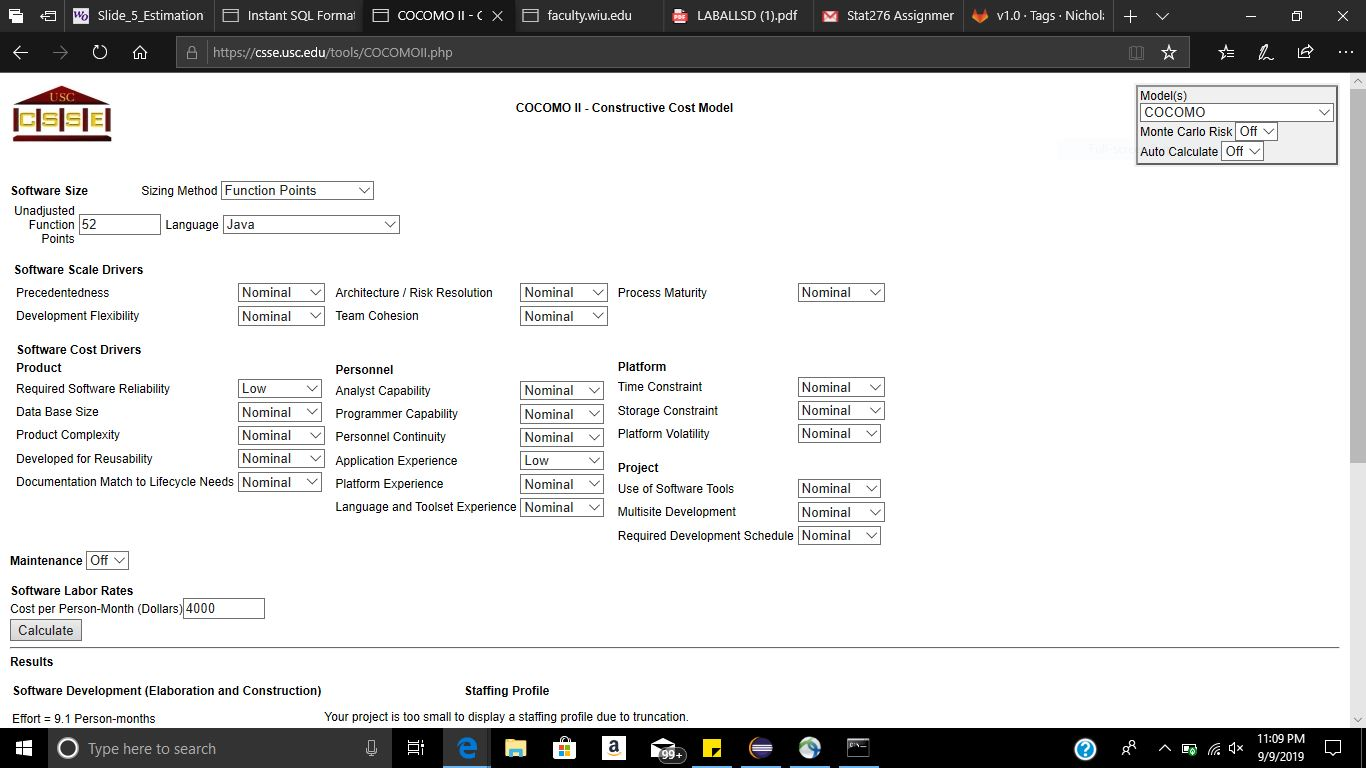 Slide_5_Estimation
Instant SQL Format
COCOMO II - C
faculty.wiu.edu
LABALLSD (1).pdf
Stat276 Assignmer
v1.0 · Tags · Nichol
https://csse.usc.edu/tools/COCOMOII.php
USC
CSSE
COCOMO II - Constructive Cost Model
Model(s)
COCOMO
Monte Carlo Risk Off
Auto Calculate Off
Software Size Sizing Method Function Points
Unadjusted
Function
Points
52 Language Java
Software Scale Drivers
Precedentedness Nominal Architecture / Risk Resolution Nominal Process Maturity Nominal
Development Flexibility Nominal Team Cohesion Nominal
Software Cost Drivers
Product
Required Software Reliability Low
Data Base Size Nominal
Product Complexity Nominal
Developed for Reusability Nominal
Documentation Match to Lifecycle Needs Nominal
Personnel
Analyst Capability Nominal
Programmer Capability Nominal
Personnel Continuity Nominal
Application Experience Low
Platform Experience Nominal
Language and Toolset Experience Nominal
Platform
Time Constraint Nominal
Storage Constraint Nominal
Platform Volatility Nominal
Project
Use of Software Tools Nominal
Multisite Development Nominal
Required Development Schedule Nominal
Maintenance Off
Software Labor Rates
Cost per Person-Month (Dollars) 4000
Calculate
Results
Software Development (Elaboration and Construction)
Staffing Profile
Effort = 9.1 Person-months
Your project is too small to display a staffing profile due to truncation.
Type here to search
99+
11:09 PM
9/9/2019